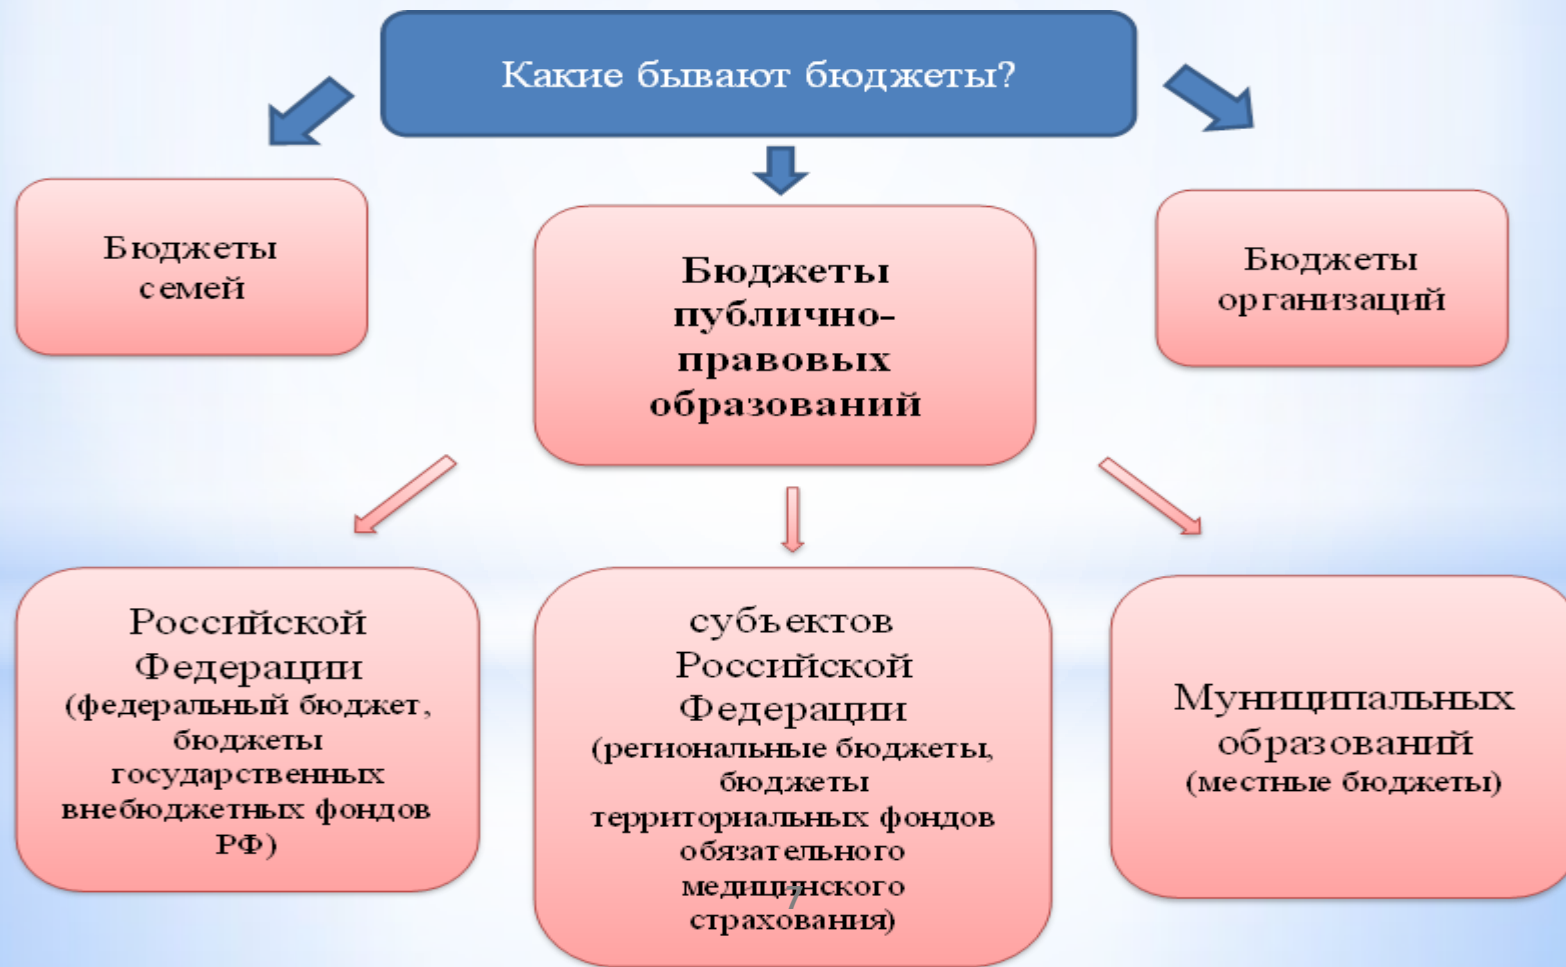 Какие бывают бюджеты?
Бюджеты
семей
Бюджеты
публично-
правовых
образований
Бюджеты
организаций
Российской
Федерации
(федеральный бюджет,
бюджеты
государственных
внебюджетных фондов
РФ)
субъектов
Российской
Федерации
(региональные бюджеты,
бюджеты
территориальных фондов
обязательного
медицинского
страхования)
Муниципальных
образований
(местные бюджеты)
7